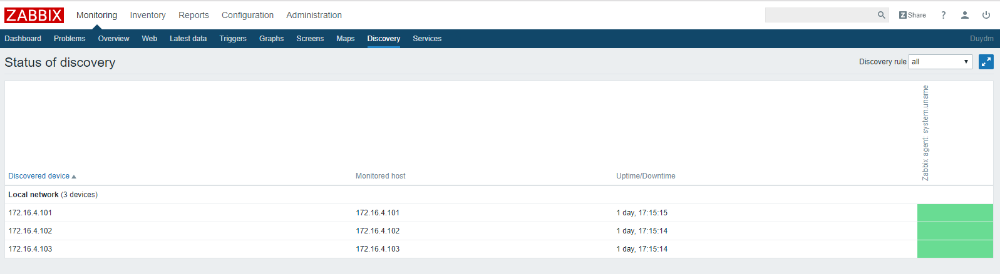 ZABBIX Monitoring Inventory Reports Configuration Administration Z Share ?
Dashboard Problems Overview Web Latest data Triggers Graphs Screens Maps Discovery Services Duydm
Status of discovery Discovery rule all
Zabbix agent: system.uname
Discovered device Monitored host Uptime/Downtime
Local network (3 devices)
172.16.4.101 172.16.4.101 1 day, 17:15:15
172.16.4.102 172.16.4.102 1 day, 17:15:14
172.16.4.103 172.16.4.103 1 day, 17:15:14